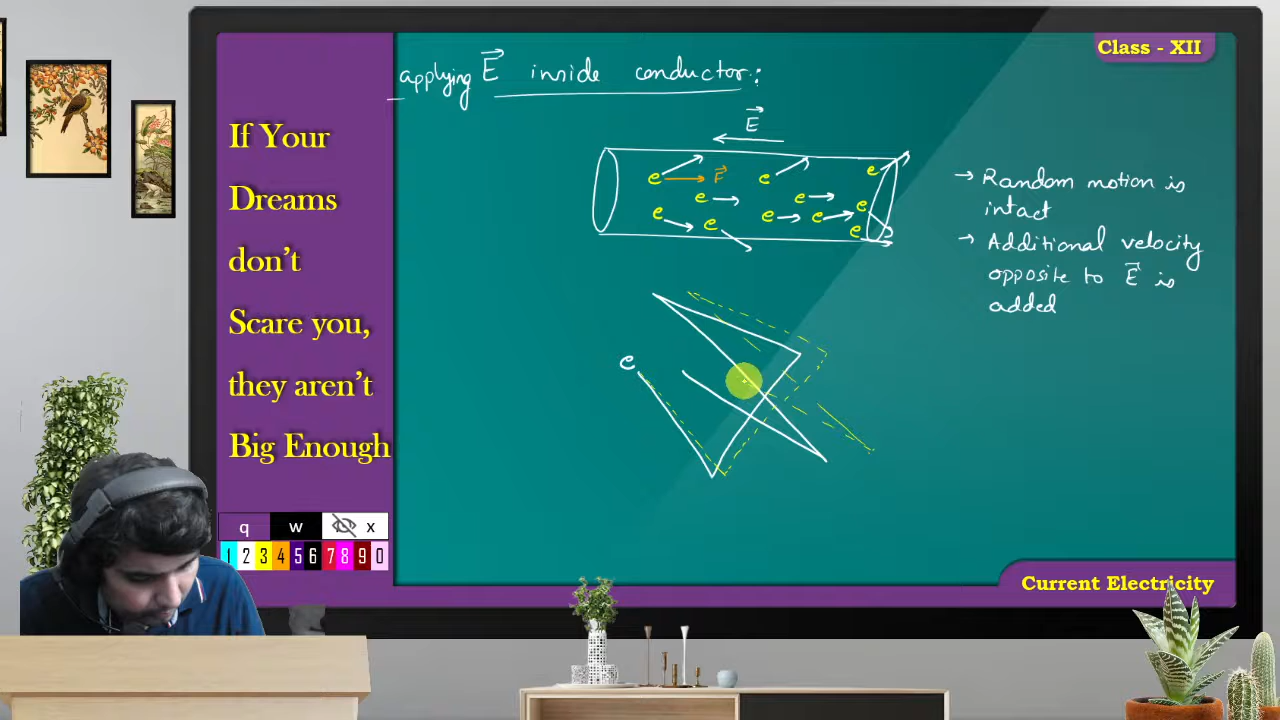 Class - XII
applying E⃗ inside conductor:
E⃗
e F⃗ e e
e e
e e e e e
e
→ Random motion is
intact
→ Additional velocity
opposite to E⃗ is
added
e
If Your
Dreams
don't
Scare you,
they aren't
Big Enough
q w x
1 2 3 4 5 6 7 8 9 0
Current Electricity